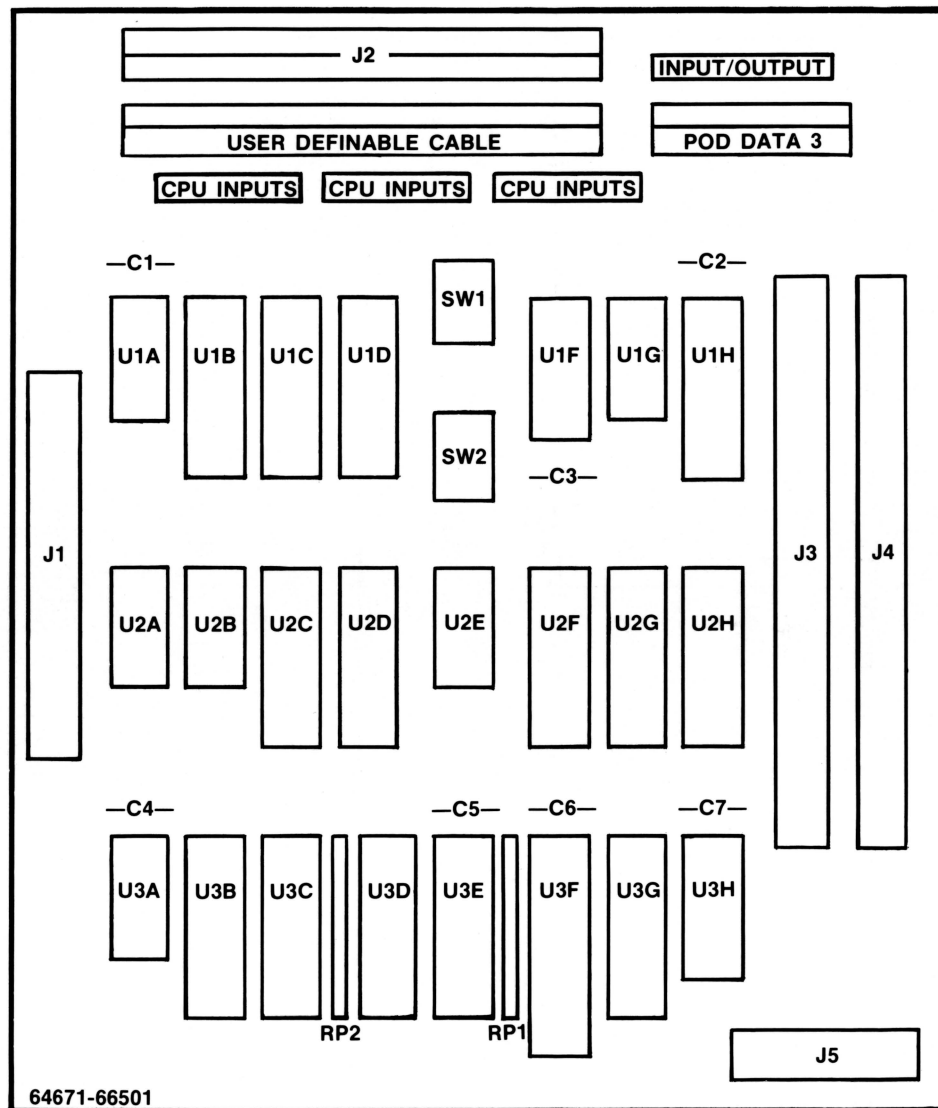 J2
INPUT/OUTPUT
USER DEFINABLE CABLE
POD DATA 3
CPU INPUTS CPU INPUTS CPU INPUTS
C1 C2
SW1
U1A U1B U1C U1D U1F U1G U1H
SW2
C3
J1 J3 J4
U2A U2B U2C U2D U2E U2F U2G U2H
C4 C5 C6 C7
U3A U3B U3C U3D U3E U3F U3G U3H
RP2 RP1
J5
64671-66501